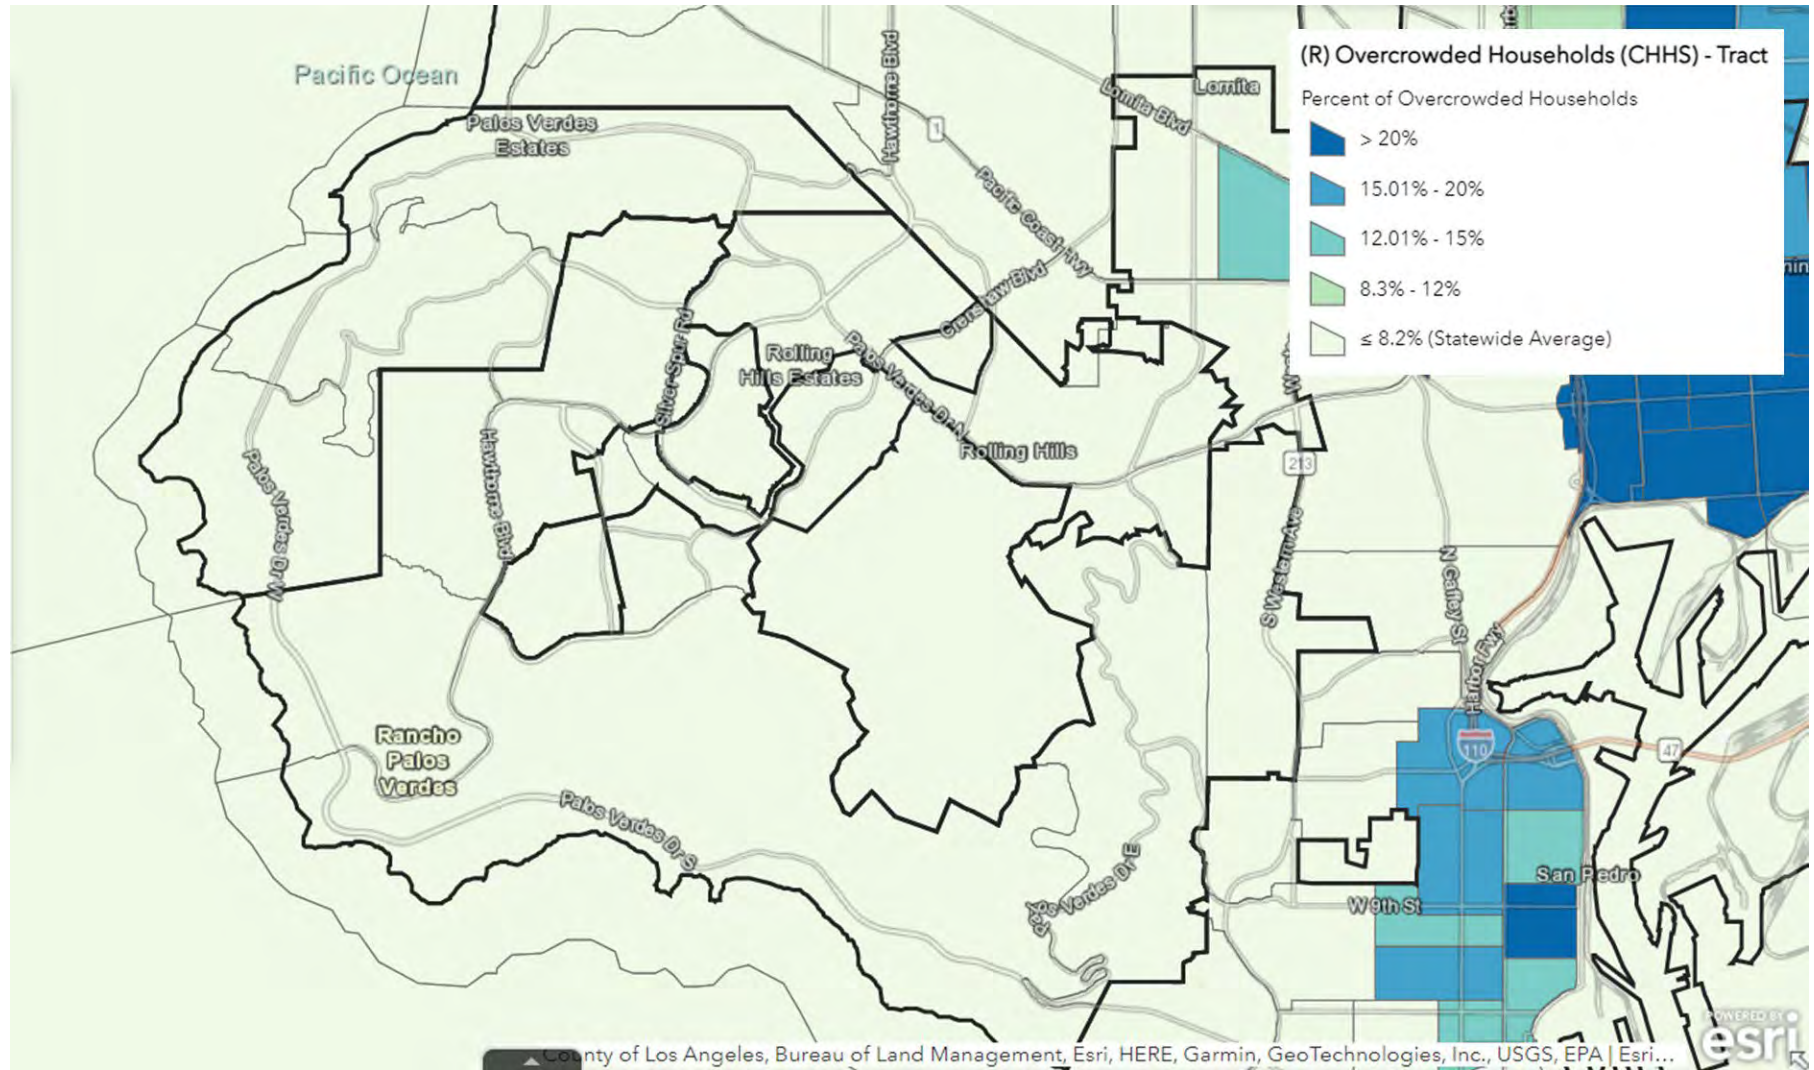 (R) Overcrowded Households (CHHS) - Tract
Percent of Overcrowded Households
> 20%
15.01% - 20%
12.01% - 15%
8.3% - 12%
≤ 8.2% (Statewide Average)
Pacific Ocean
Palos Verdes
Estates
Hawthorne Blvd
1
Lomita
Lomita Blvd
Pacific Coast Hwy
Crenshaw Blvd
Silver Spur Rd
Rolling
Hills Estates
Palos Verdes Dr N
Rolling Hills
213
Palos Verdes Dr W
Hawthorne Blvd
S Western Ave
N Gaffey St
Harbor Fwy
Rancho
Palos
Verdes
110
47
Palos Verdes Dr S
Palos Verdes Dr E
San Pedro
W 9th St
POWERED BY
esri
County of Los Angeles, Bureau of Land Management, Esri, HERE, Garmin, GeoTechnologies, Inc., USGS, EPA | Esri...